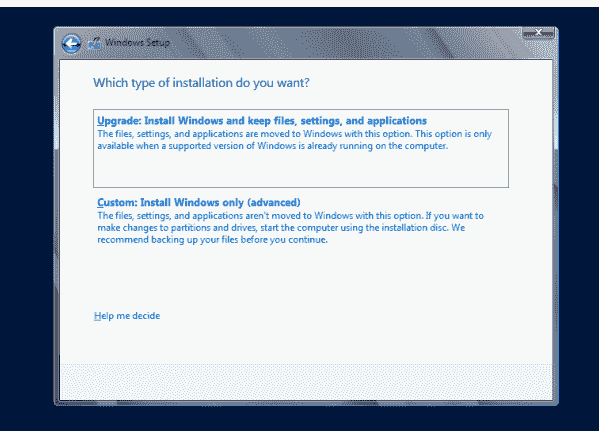 Windows Setup
Which type of installation do you want?
Upgrade: Install Windows and keep files, settings, and applications
The files, settings, and applications are moved to Windows with this option. This option is only
available when a supported version of Windows is already running on the computer.
Custom: Install Windows only (advanced)
The files, settings, and applications aren't moved to Windows with this option. If you want to
make changes to partitions and drives, start the computer using the installation disc. We
recommend backing up your files before you continue.
Help me decide